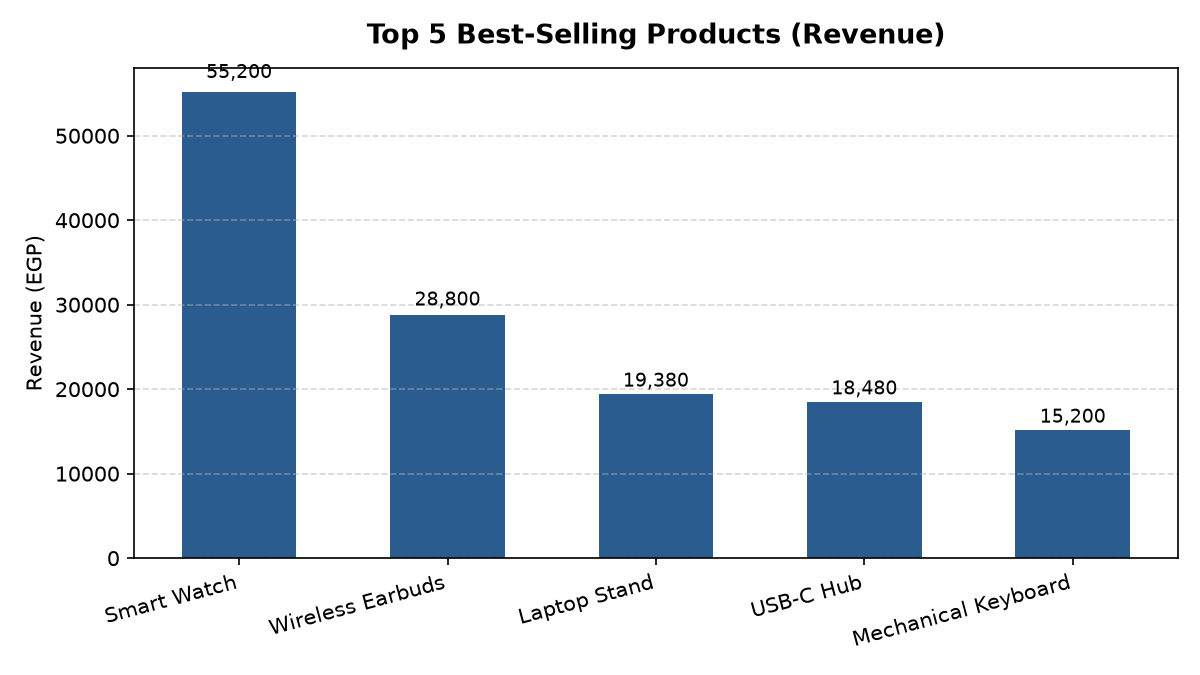 Top 5 Best-Selling Products (Revenue)
55,200
28,800
19,380
18,480
15,200
Revenue (EGP)
50000
40000
30000
20000
10000
0
Smart Watch
Wireless Earbuds
Laptop Stand
USB-C Hub
Mechanical Keyboard